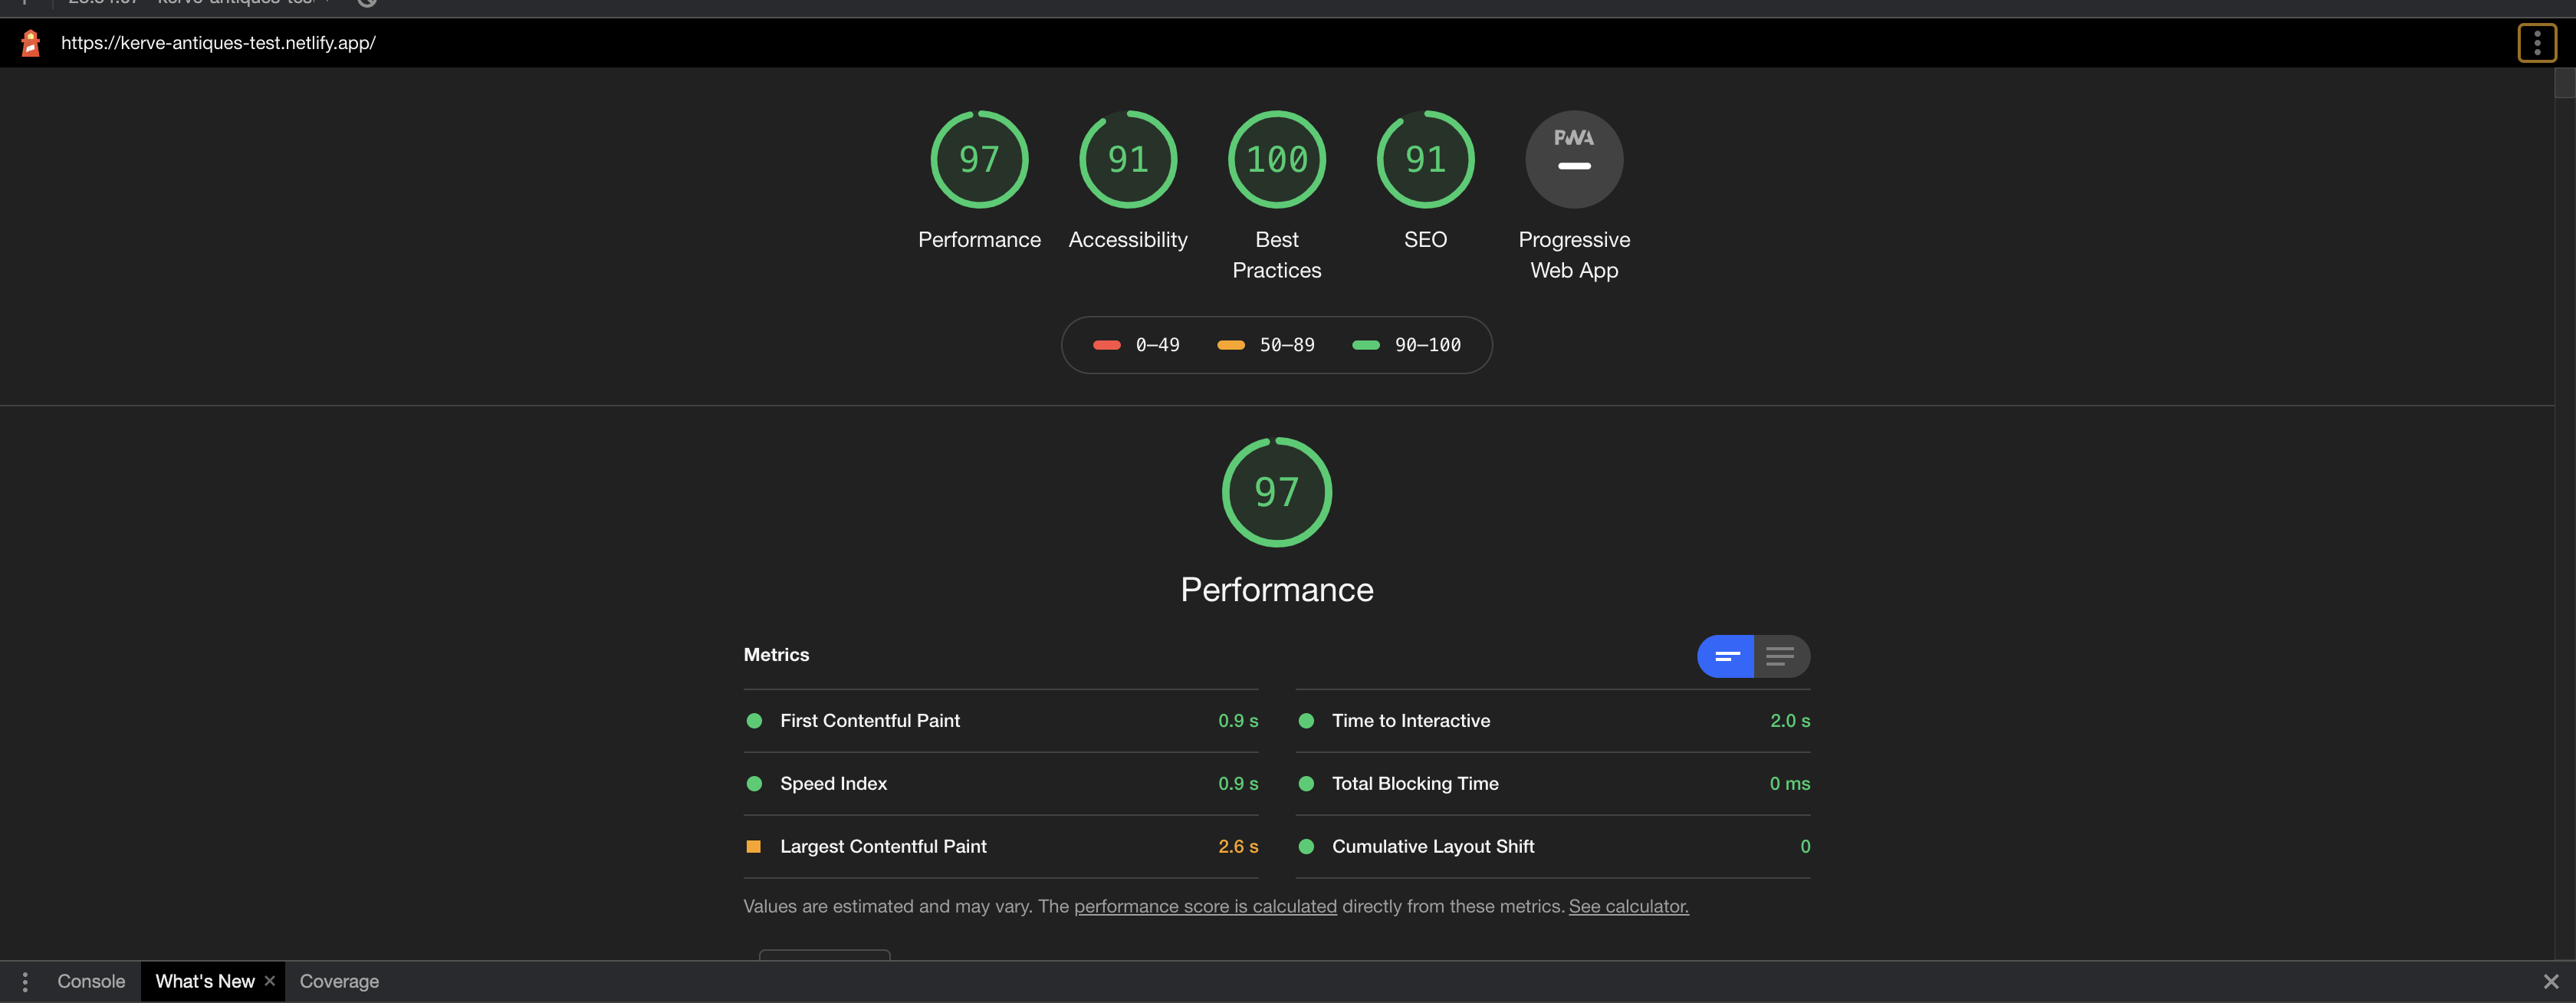 https://kerve-antiques-test.netlify.app/
97
91
100
91
PWA
Performance
Accessibility
Best
Practices
SEO
Progressive
Web App
0–49
50–89
90–100
97
Performance
Metrics
First Contentful Paint 0.9 s
Time to Interactive 2.0 s
Speed Index 0.9 s
Total Blocking Time 0 ms
Largest Contentful Paint 2.6 s
Cumulative Layout Shift 0
Values are estimated and may vary. The performance score is calculated directly from these metrics. See calculator.
Console
What's New
Coverage